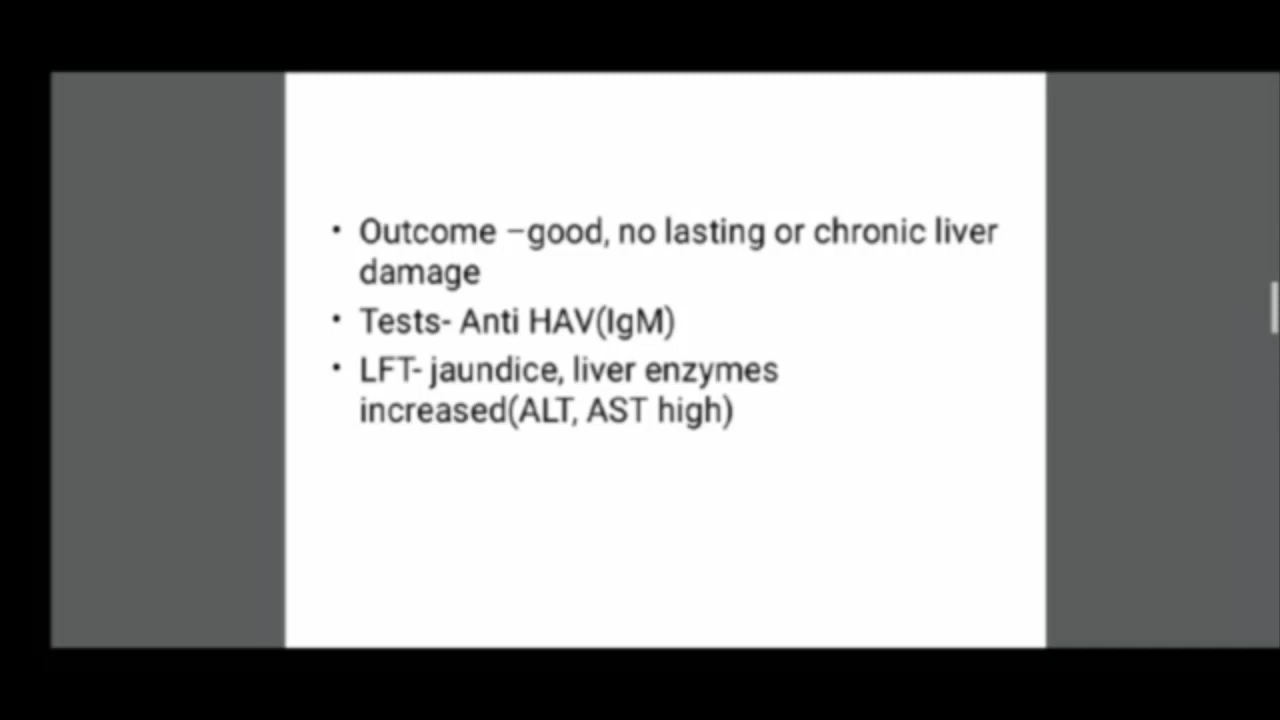 • Outcome –good, no lasting or chronic liver
damage
• Tests- Anti HAV(IgM)
• LFT- jaundice, liver enzymes
increased(ALT, AST high)